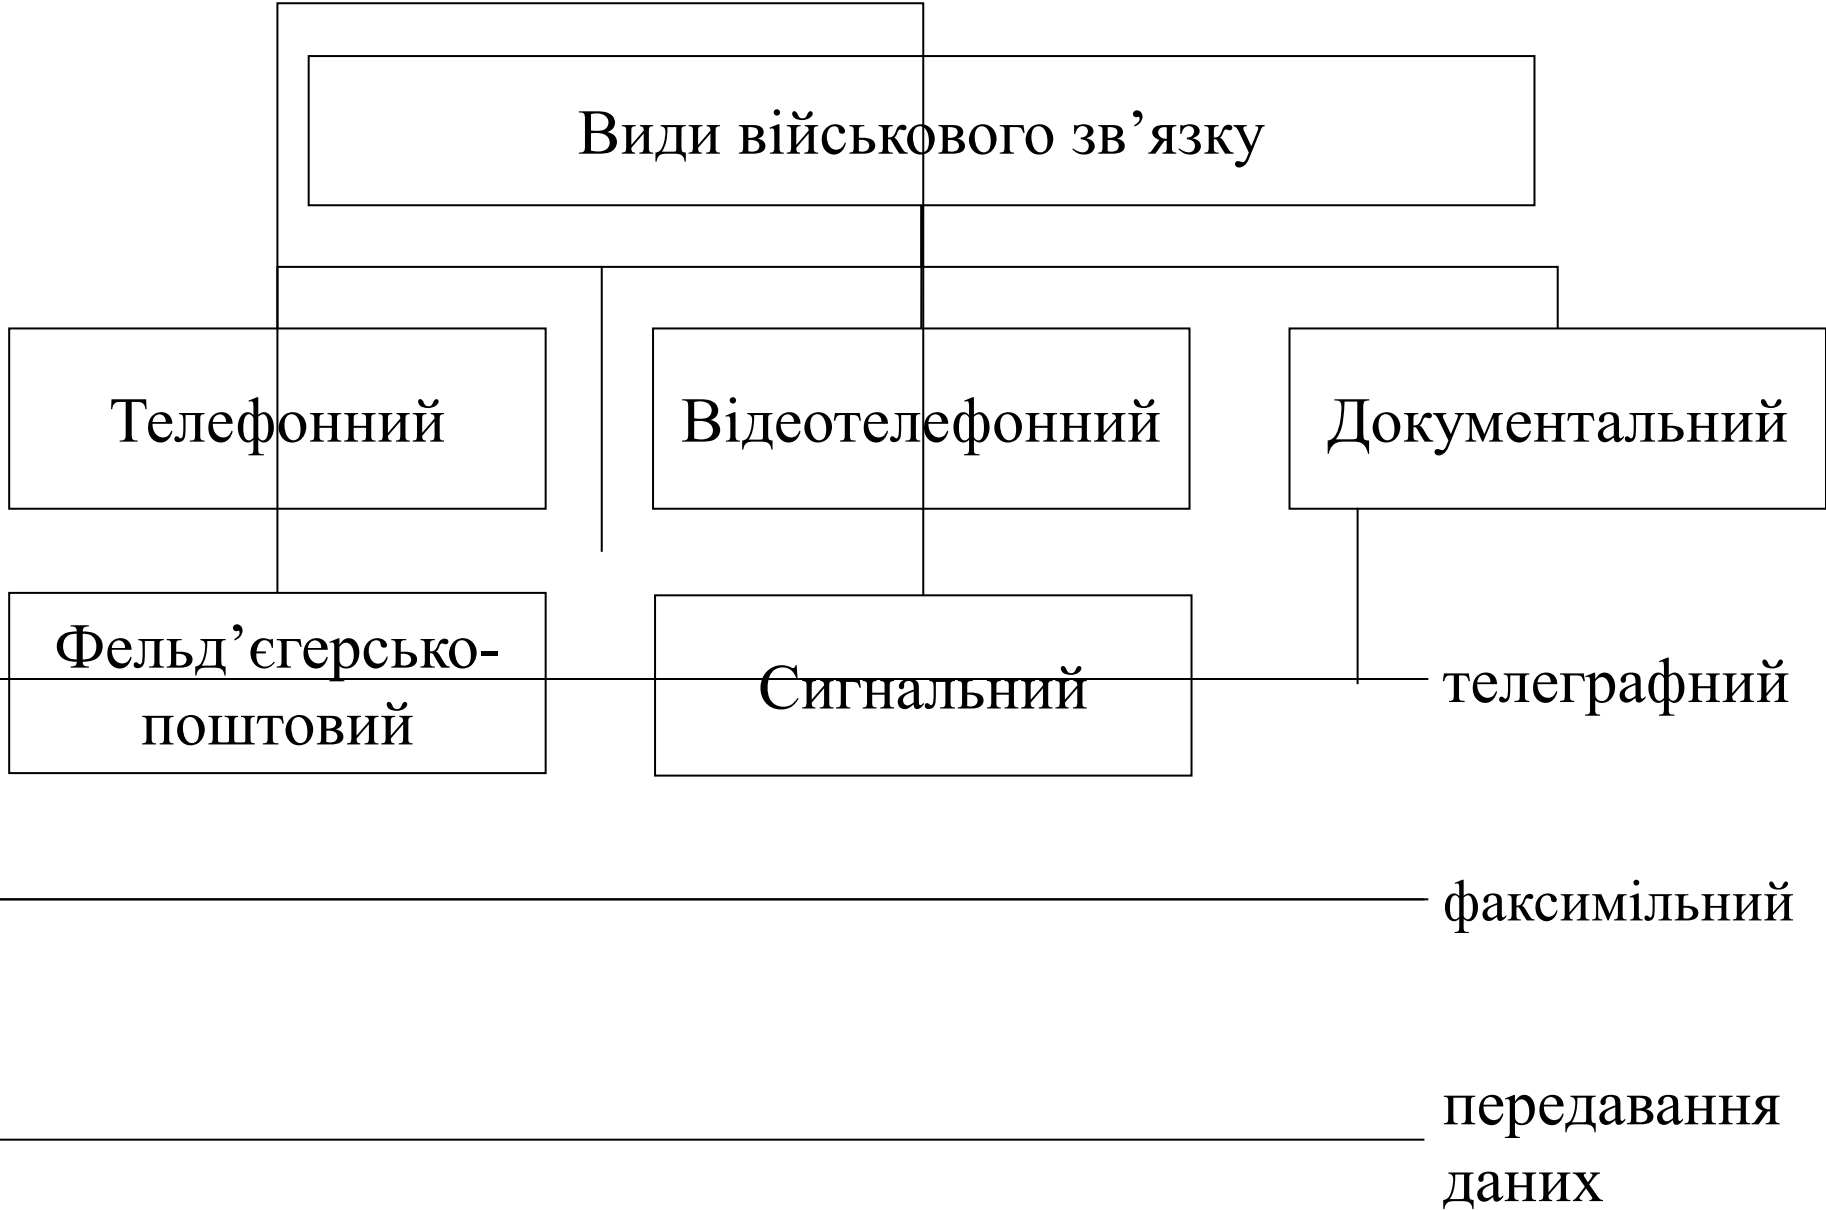 Види військового зв’язку
Телефонний
Відеотелефонний
Документальний
Фельд’єгерсько-
поштовий
Сигнальний
телеграфний
факсимільний
передавання
даних